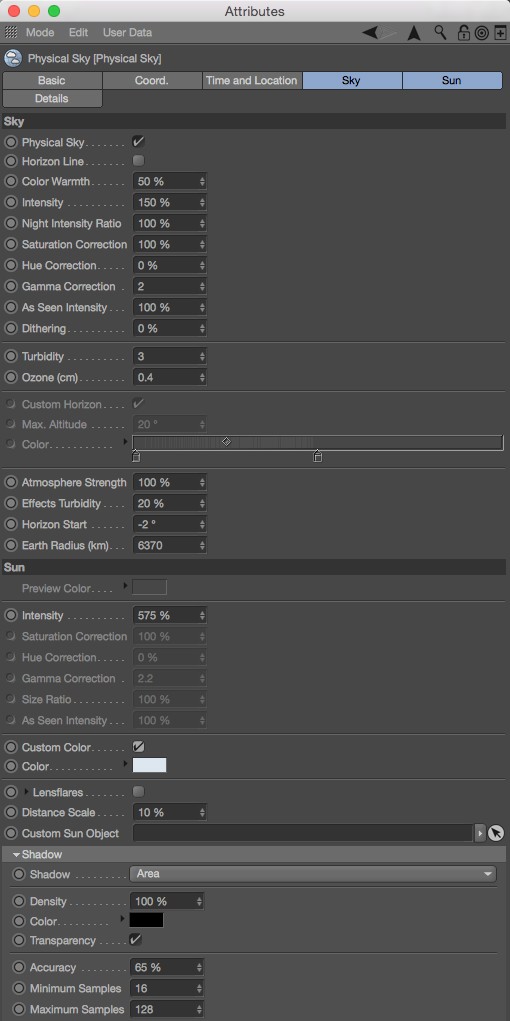 Attributes
Mode Edit User Data
Physical Sky [Physical Sky]
Basic Coord. Time and Location Sky Sun
Details
Sky
Physical Sky
Horizon Line
Color Warmth 50 %
Intensity 150 %
Night Intensity Ratio 100 %
Saturation Correction 100 %
Hue Correction 0 %
Gamma Correction 2
As Seen Intensity 100 %
Dithering 0 %
Turbidity 3
Ozone (cm) 0.4
Custom Horizon
Max. Altitude 20 °
Color
Atmosphere Strength 100 %
Effects Turbidity 20 %
Horizon Start -2 °
Earth Radius (km) 6370
Sun
Preview Color
Intensity 575 %
Saturation Correction 100 %
Hue Correction 0 %
Gamma Correction 2.2
Size Ratio 100 %
As Seen Intensity 100 %
Custom Color
Color
Lensflares
Distance Scale 10 %
Custom Sun Object
Shadow
Shadow Area
Density 100 %
Color
Transparency
Accuracy 65 %
Minimum Samples 16
Maximum Samples 128